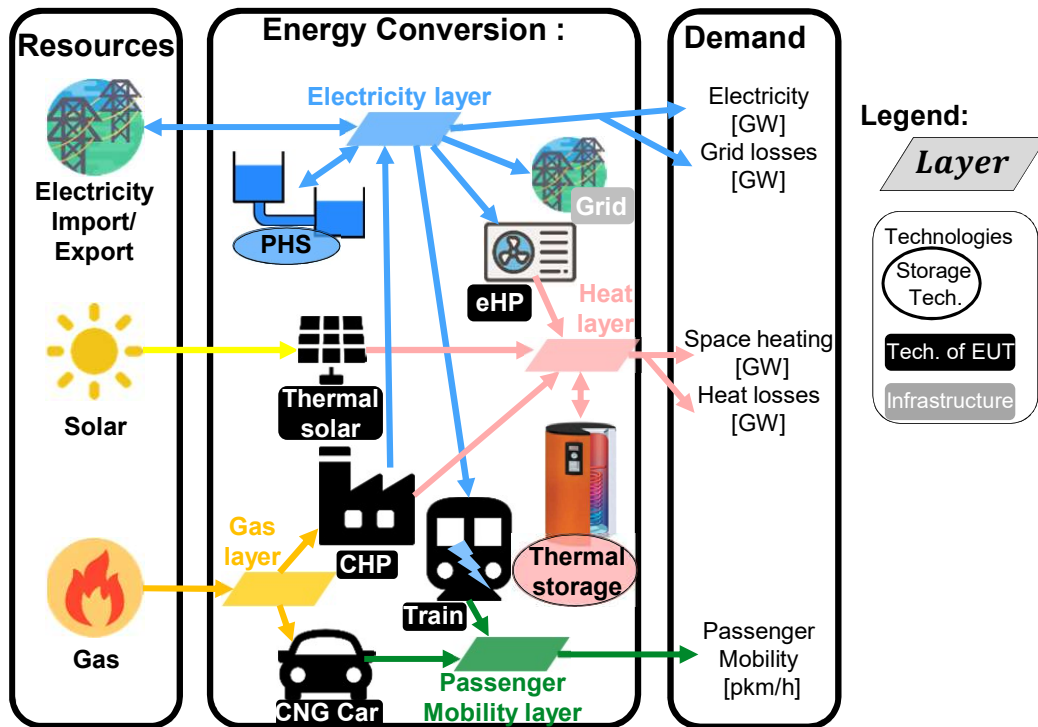 Resources
Energy Conversion :
Demand
Electricity layer
Electricity
[GW]
Grid losses
[GW]
Legend:
Layer
Electricity
Import/
Export
PHS
Grid
eHP
Technologies
Storage
Tech.
Tech. of EUT
Infrastructure
Heat
layer
Space heating
[GW]
Heat losses
[GW]
Solar
Thermal
solar
Gas
layer
CHP
Train
Thermal
storage
Gas
CNG Car
Passenger
Mobility layer
Passenger
Mobility
[pkm/h]